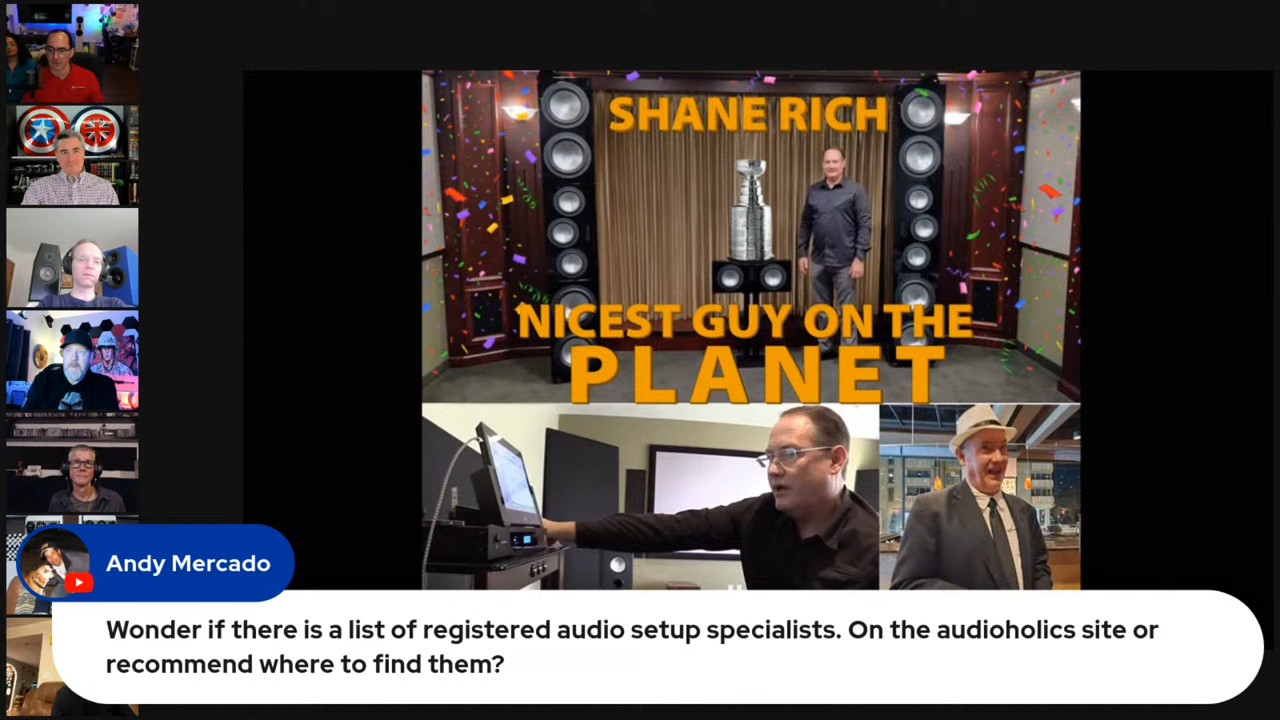 SHANE RICH
NICEST GUY ON THE
PLANET
Andy Mercado
Wonder if there is a list of registered audio setup specialists. On the audioholics site or
recommend where to find them?